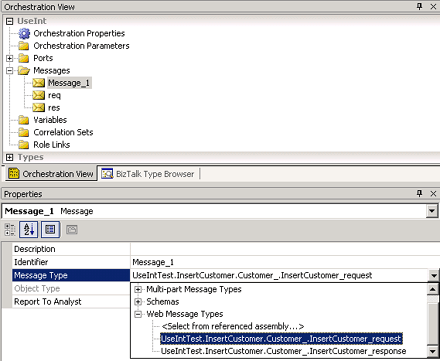 Orchestration View
UseInt
Orchestration Properties
Orchestration Parameters
Ports
Messages
Message_1
req
res
Variables
Correlation Sets
Role Links
Types
Orchestration View BizTalk Type Browser
Properties
Message_1 Message
Description
Identifier Message_1
Message Type UseIntTest.InsertCustomer.Customer_.InsertCustomer_request
Object Type Multi-part Message Types
Report To Analyst Schemas
Web Message Types
<Select from referenced assembly...>
UseIntTest.InsertCustomer.Customer_.InsertCustomer_request
UseIntTest.InsertCustomer.Customer_.InsertCustomer_response